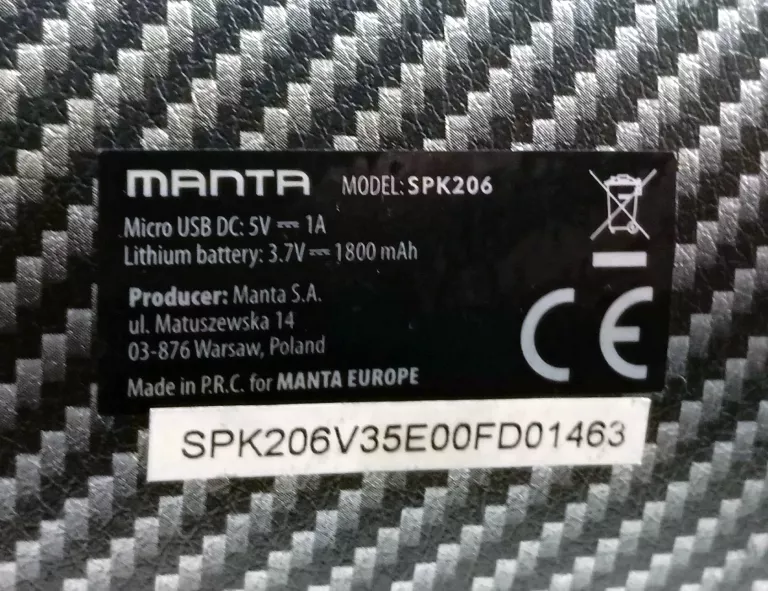 MANTA MODEL: SPK206
Micro USB DC: 5V ⎓ 1A
Lithium battery: 3.7V ⎓ 1800 mAh
Producer: Manta S.A.
ul. Matuszewska 14
03-876 Warsaw, Poland
Made in P.R.C. for MANTA EUROPE
CE
SPK206V35E00FD01463